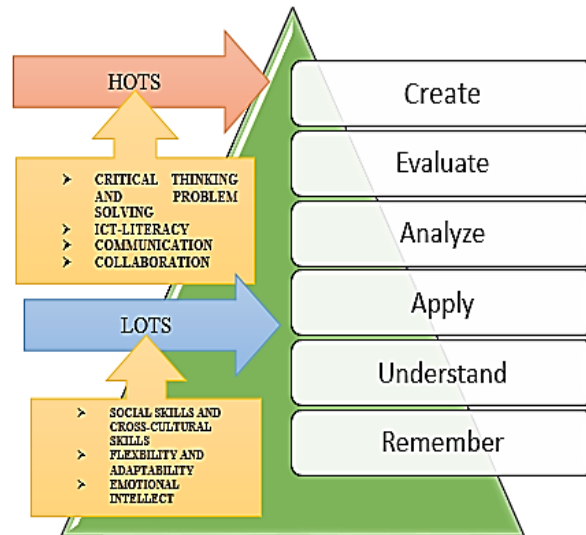 HOTS
➢ CRITICAL THINKING
AND PROBLEM
SOLVING
➢ ICT-LITERACY
➢ COMMUNICATION
➢ COLLABORATION
LOTS
➢ SOCIAL SKILLS AND
CROSS-CULTURAL
SKILLS
➢ FLEXBILITY AND
ADAPTABILITY
➢ EMOTIONAL
INTELLECT
Create
Evaluate
Analyze
Apply
Understand
Remember